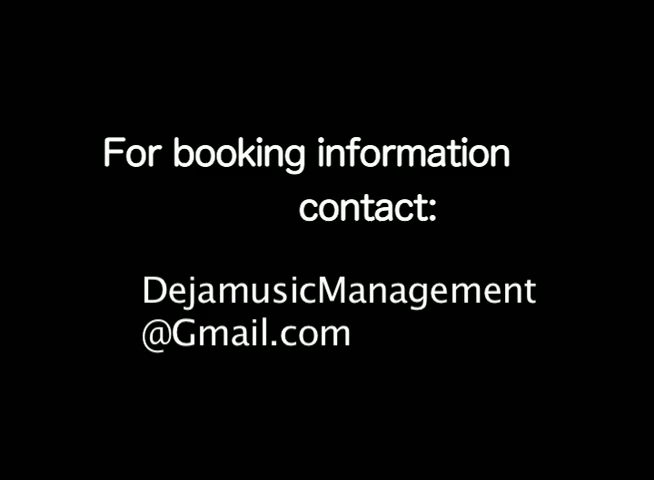 For booking information
contact:
DejamusicManagement
@Gmail.com